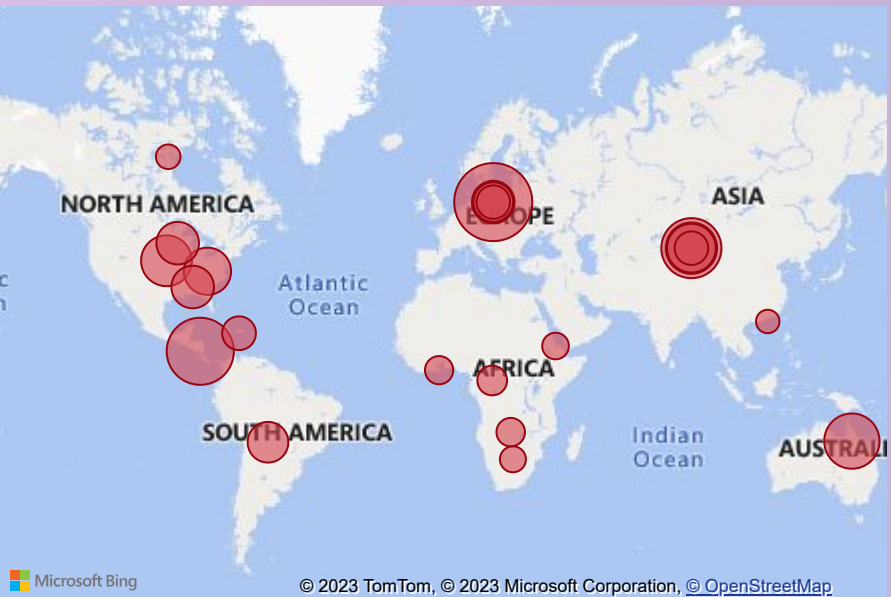 NORTH AMERICA
ASIA
EUROPE
Atlantic
Ocean
AFRICA
SOUTH AMERICA
Indian
Ocean
AUSTRALI
Microsoft Bing
© 2023 TomTom, © 2023 Microsoft Corporation, © OpenStreetMap